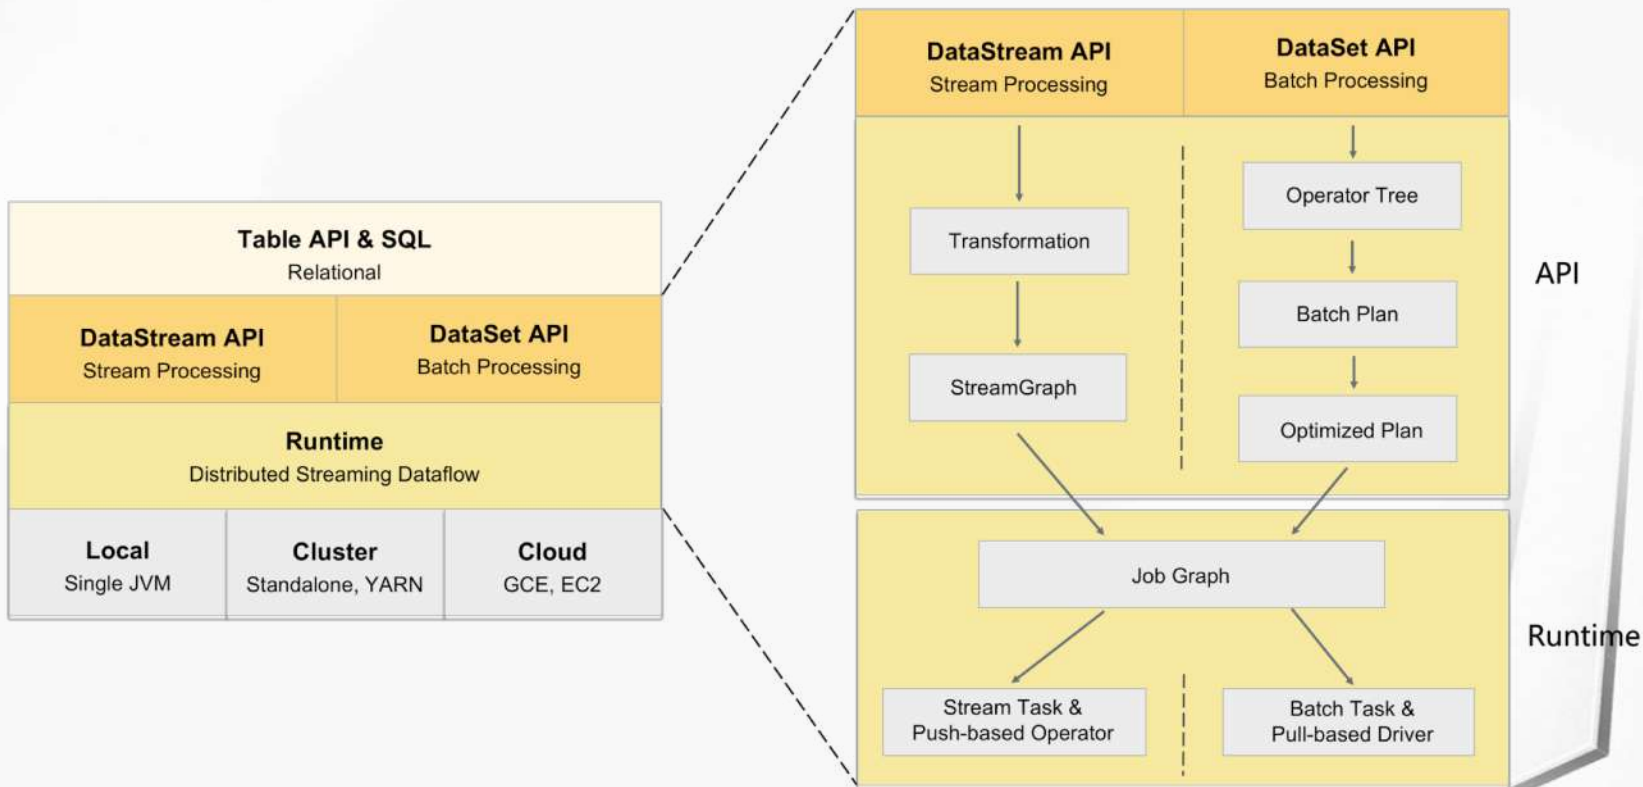 Table API & SQL
Relational
DataStream API
Stream Processing
DataSet API
Batch Processing
Runtime
Distributed Streaming Dataflow
Local
Single JVM
Cluster
Standalone, YARN
Cloud
GCE, EC2
DataStream API
Stream Processing
DataSet API
Batch Processing
Transformation
StreamGraph
Operator Tree
Batch Plan
Optimized Plan
API
Job Graph
Stream Task &
Push-based Operator
Batch Task &
Pull-based Driver
Runtime